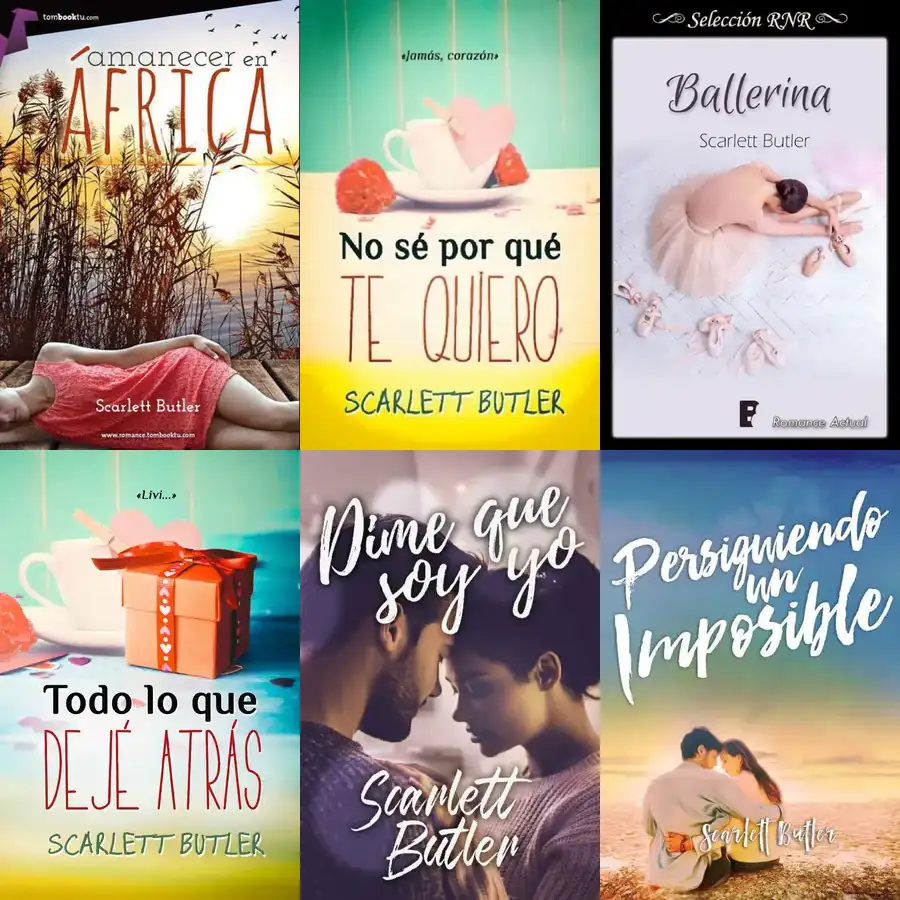 tombooktu.com
amanecer en
ÁFRICA
Scarlett Butler
www.romance.tombooktu.com
«Jamás, corazón»
No sé por qué
TE QUIERO
SCARLETT BUTLER
Selección RNR
Ballerina
Scarlett Butler
B
Romance Actual
«Livi...»
Todo lo que
DEJÉ ATRÁS
SCARLETT BUTLER
Dime que
soy yo
Scarlett
Butler
Persiguiendo
un
Imposible
Scarlett Butler